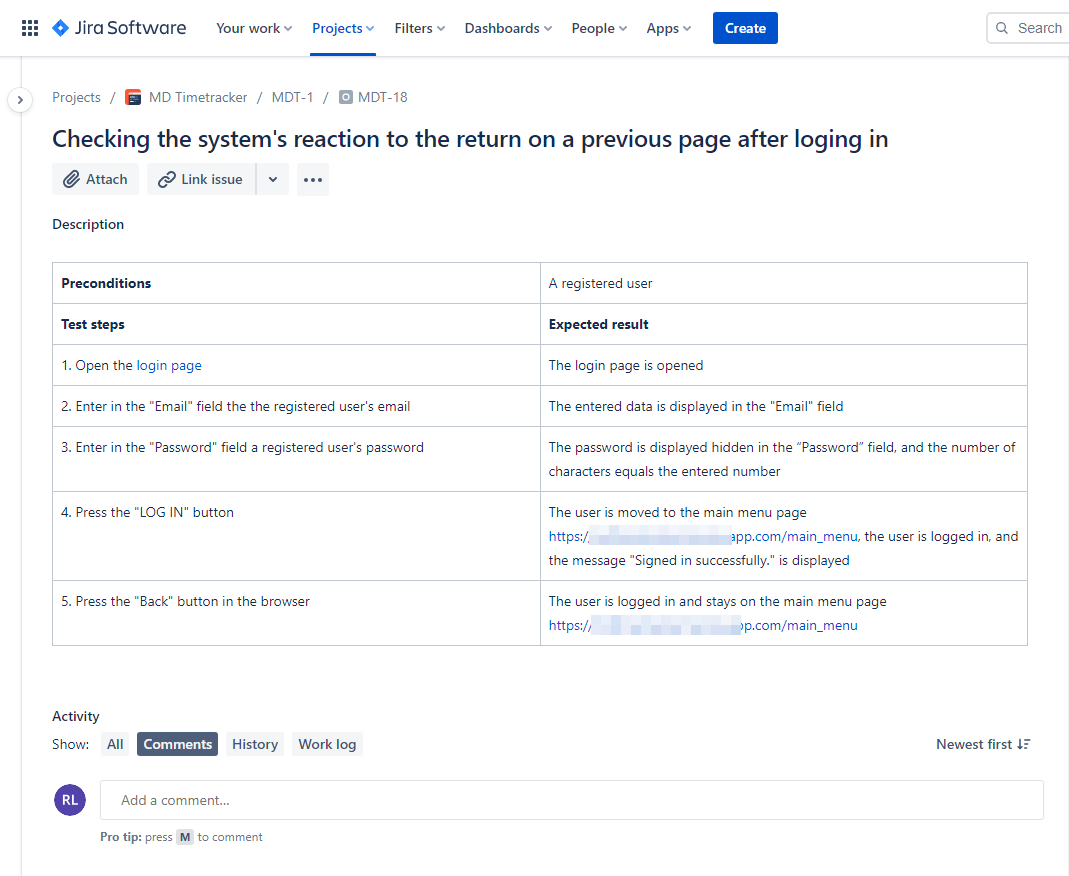 Jira Software Your work Projects Filters Dashboards People Apps Create Search
Projects / MD Timetracker / MDT-1 / MDT-18
Checking the system's reaction to the return on a previous page after loging in
Attach Link issue
Description
Preconditions A registered user
Test steps Expected result
1. Open the login page The login page is opened
2. Enter in the "Email" field the the registered user's email The entered data is displayed in the "Email" field
3. Enter in the "Password" field a registered user's password The password is displayed hidden in the “Password” field, and the number of
characters equals the entered number
4. Press the "LOG IN" button The user is moved to the main menu page
https:/ app.com/main_menu, the user is logged in, and
the message "Signed in successfully." is displayed
5. Press the "Back" button in the browser The user is logged in and stays on the main menu page
https:/ pp.com/main_menu
Activity
Show: All Comments History Work log Newest first
RL Add a comment...
Pro tip: press M to comment